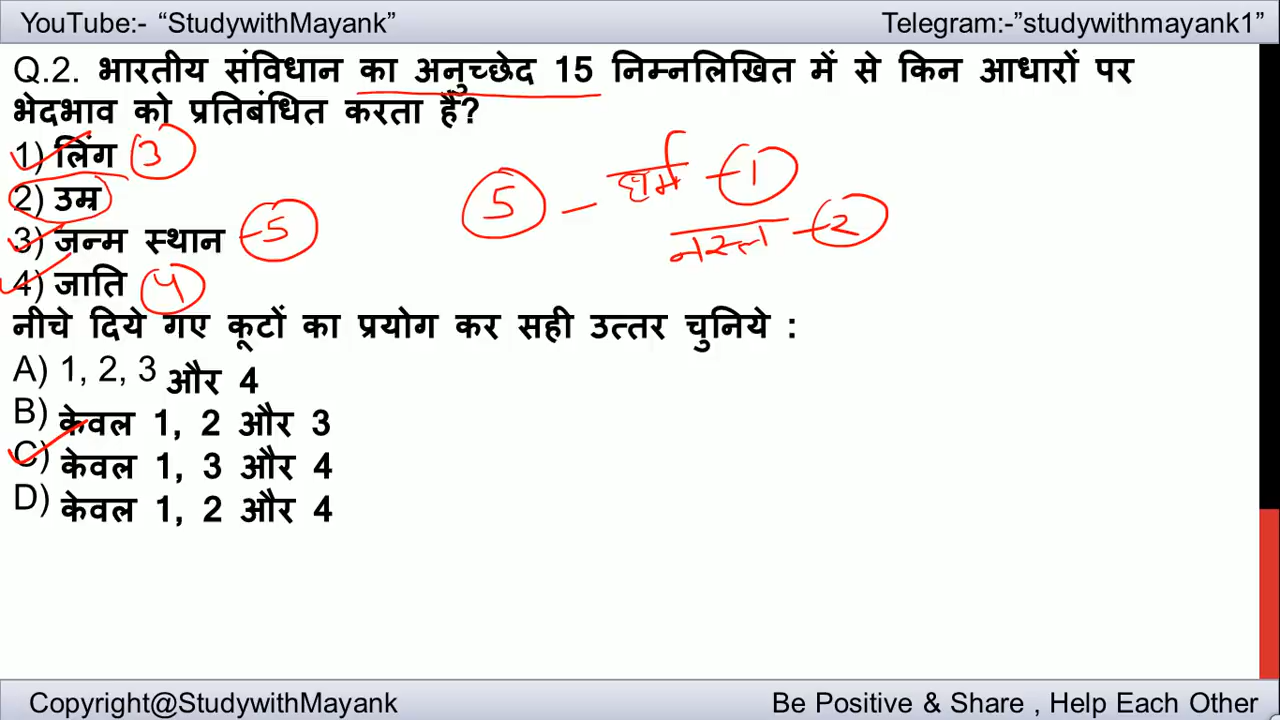 YouTube:- “StudywithMayank”
Telegram:-”studywithmayank1”
Q.2. भारतीय संविधान का अनुच्छेद 15 निम्नलिखित में से किन आधारों पर
भेदभाव को प्रतिबंधित करता है?
1) लिंग 3
2) उम्र
3) जन्म स्थान - 5
4) जाति 4
5 - धर्म - 1
नस्ल - 2
नीचे दिये गए कूटों का प्रयोग कर सही उत्तर चुनिये :
A) 1, 2, 3 और 4
B) केवल 1, 2 और 3
C) केवल 1, 3 और 4
D) केवल 1, 2 और 4
Copyright@StudywithMayank
Be Positive & Share , Help Each Other